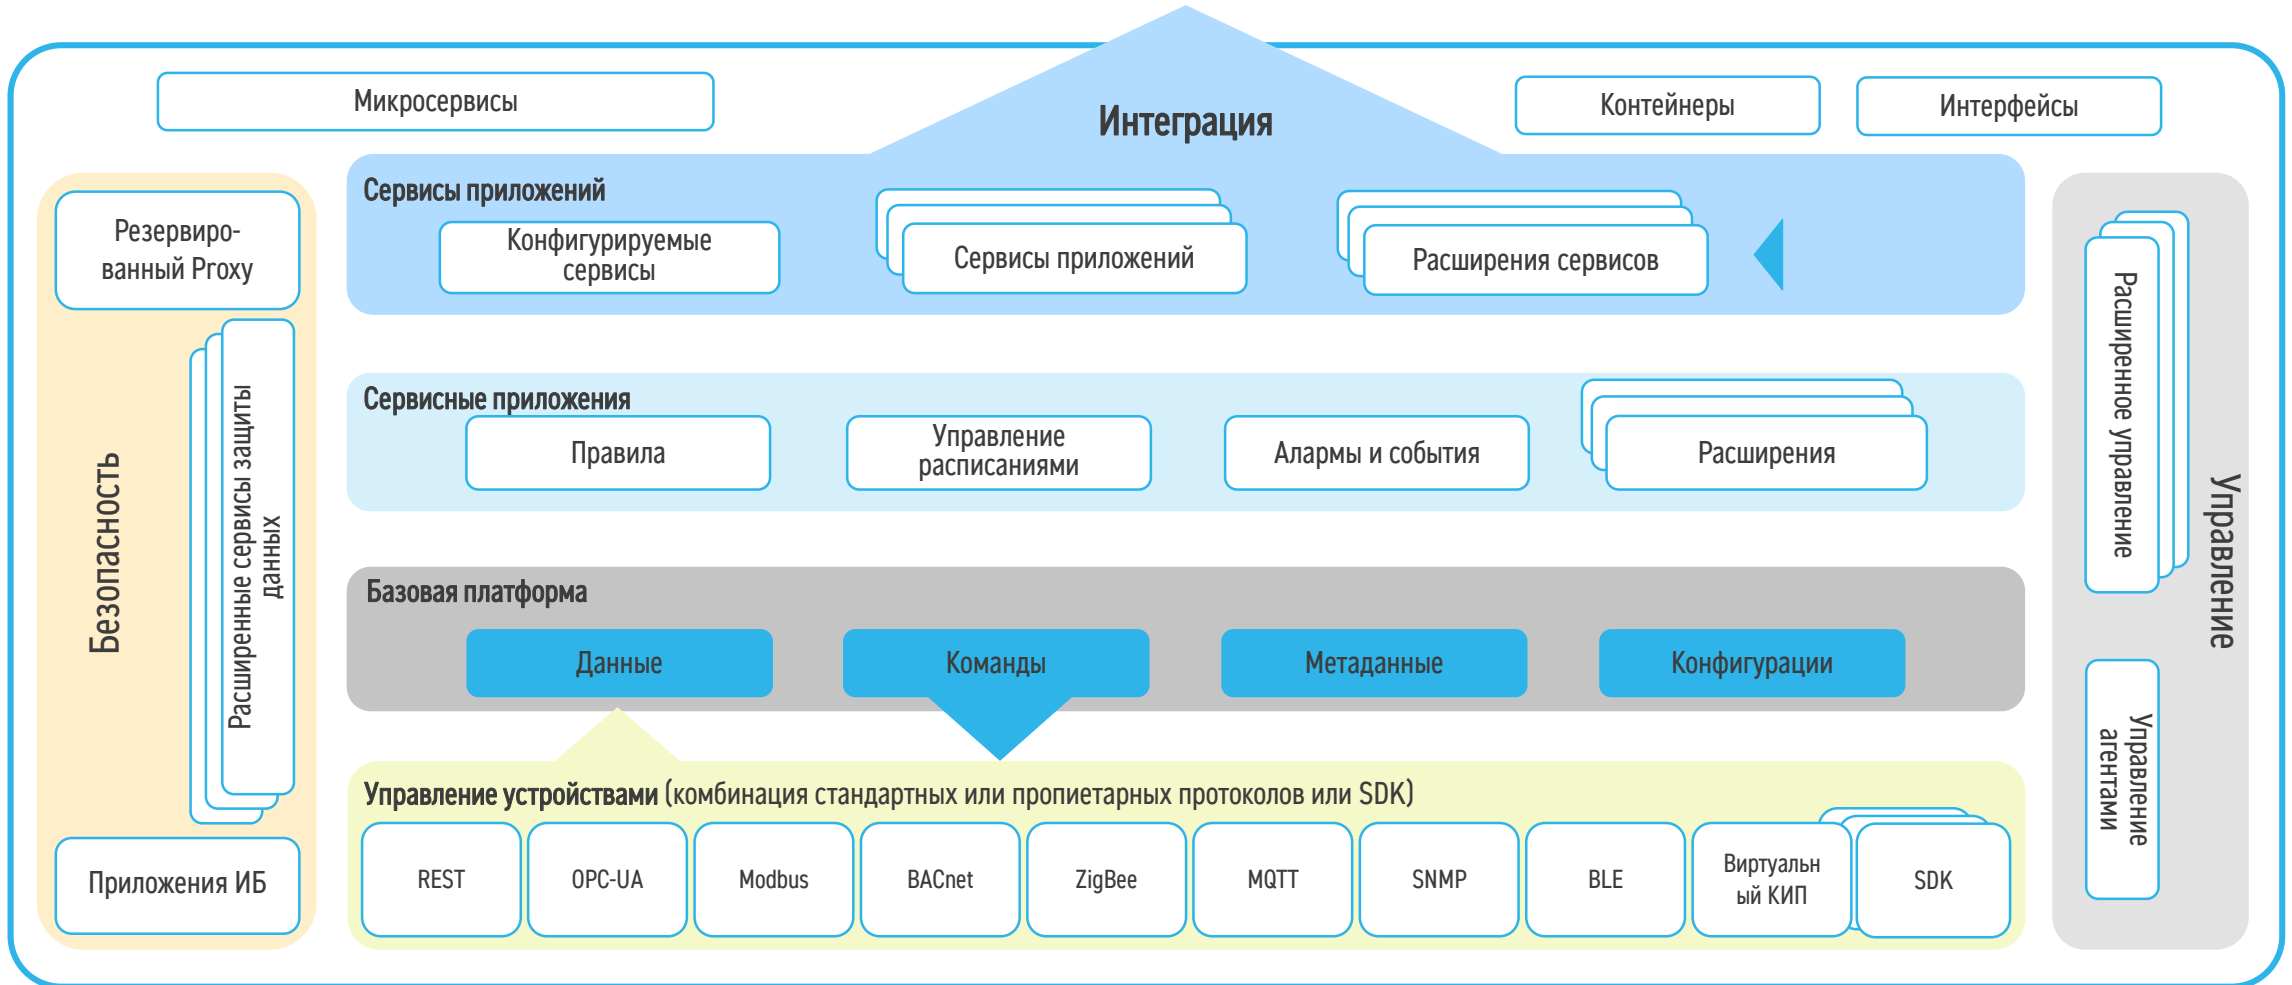 Микросервисы
Интеграция
Контейнеры
Интерфейсы
Резервиро-
ванный Proxy
Расширенные сервисы защиты
данных
Безопасность
Приложения ИБ
Сервисы приложений
Конфигурируемые
сервисы
Сервисы приложений
Расширения сервисов
Сервисные приложения
Правила
Управление
расписаниями
Алармы и события
Расширения
Базовая платформа
Данные
Команды
Метаданные
Конфигурации
Управление устройствами (комбинация стандартных или пропиетарных протоколов или SDK)
REST
OPC-UA
Modbus
BACnet
ZigBee
MQTT
SNMP
BLE
Виртуальн
ый КИП
SDK
Расширенное управление
Управление
Управление
агентами